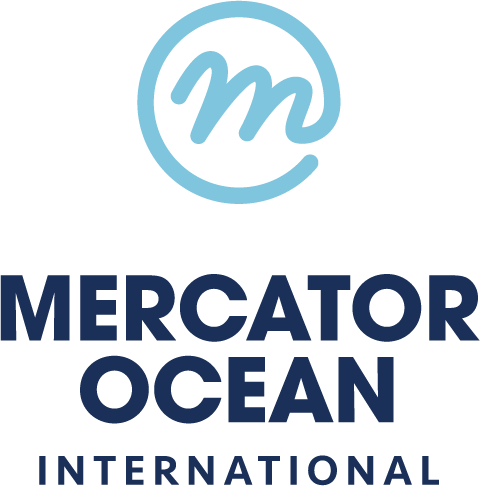 m
MERCATOR
OCEAN
INTERNATIONAL